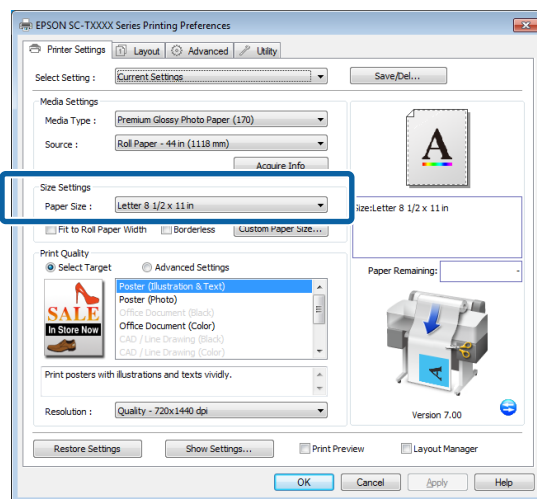 EPSON SC-TXXXX Series Printing Preferences
Printer Settings Layout Advanced Utility
Select Setting : Current Settings Save/Del...
Media Settings
Media Type : Premium Glossy Photo Paper (170)
Source : Roll Paper - 44 in (1118 mm)
Acquire Info
A
Size Settings
Paper Size : Letter 8 1/2 x 11 in
Size:Letter 8 1/2 x 11 in
Fit to Roll Paper Width Borderless Custom Paper Size...
Print Quality
Select Target Advanced Settings
Paper Remaining: -
SALE
In Store Now
Poster (Illustration & Text)
Poster (Photo)
Office Document (Black)
Office Document (Color)
CAD / Line Drawing (Black)
CAD / Line Drawing (Color)
A
Print posters with illustrations and texts vividly.
Resolution : Quality - 720x1440 dpi
Version 7.00
Restore Settings Show Settings... Print Preview Layout Manager
OK Cancel Apply Help